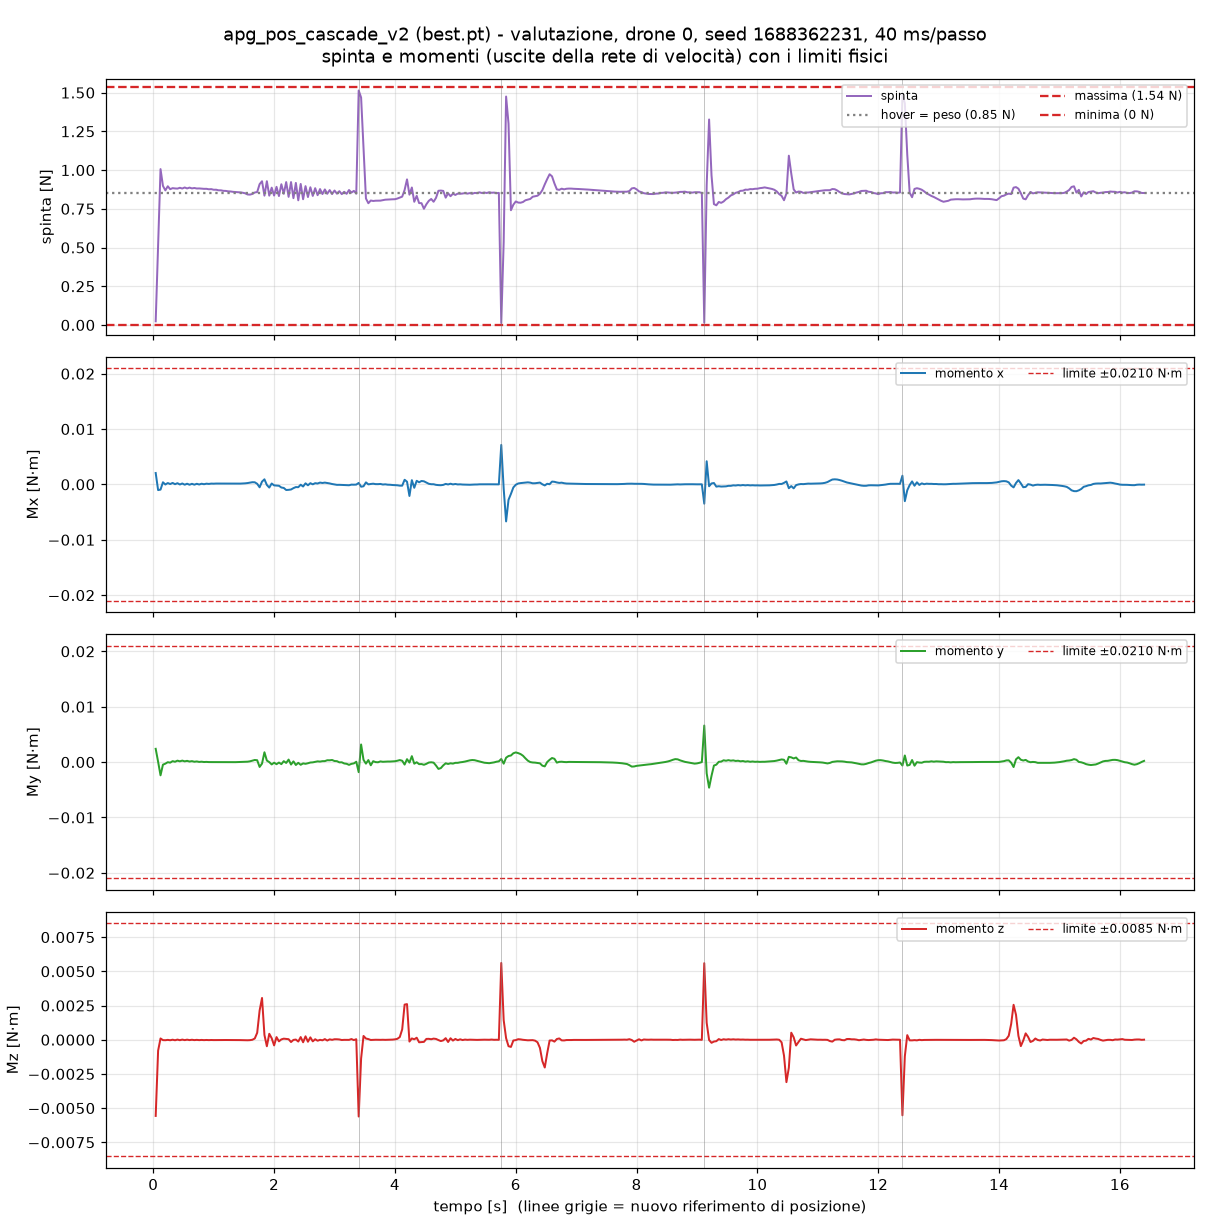 apg_pos_cascade_v2 (best.pt) - valutazione, drone 0, seed 1688362231, 40 ms/passo
spinta e momenti (uscite della rete di velocità) con i limiti fisici
spinta [N]
1.50
1.25
1.00
0.75
0.50
0.25
0.00
spinta
hover = peso (0.85 N)
massima (1.54 N)
minima (0 N)
Mx [N·m]
0.02
0.01
0.00
−0.01
−0.02
momento x
limite ±0.0210 N·m
My [N·m]
0.02
0.01
0.00
−0.01
−0.02
momento y
limite ±0.0210 N·m
Mz [N·m]
0.0075
0.0050
0.0025
0.0000
−0.0025
−0.0050
−0.0075
momento z
limite ±0.0085 N·m
0 2 4 6 8 10 12 14 16
tempo [s]  (linee grigie = nuovo riferimento di posizione)